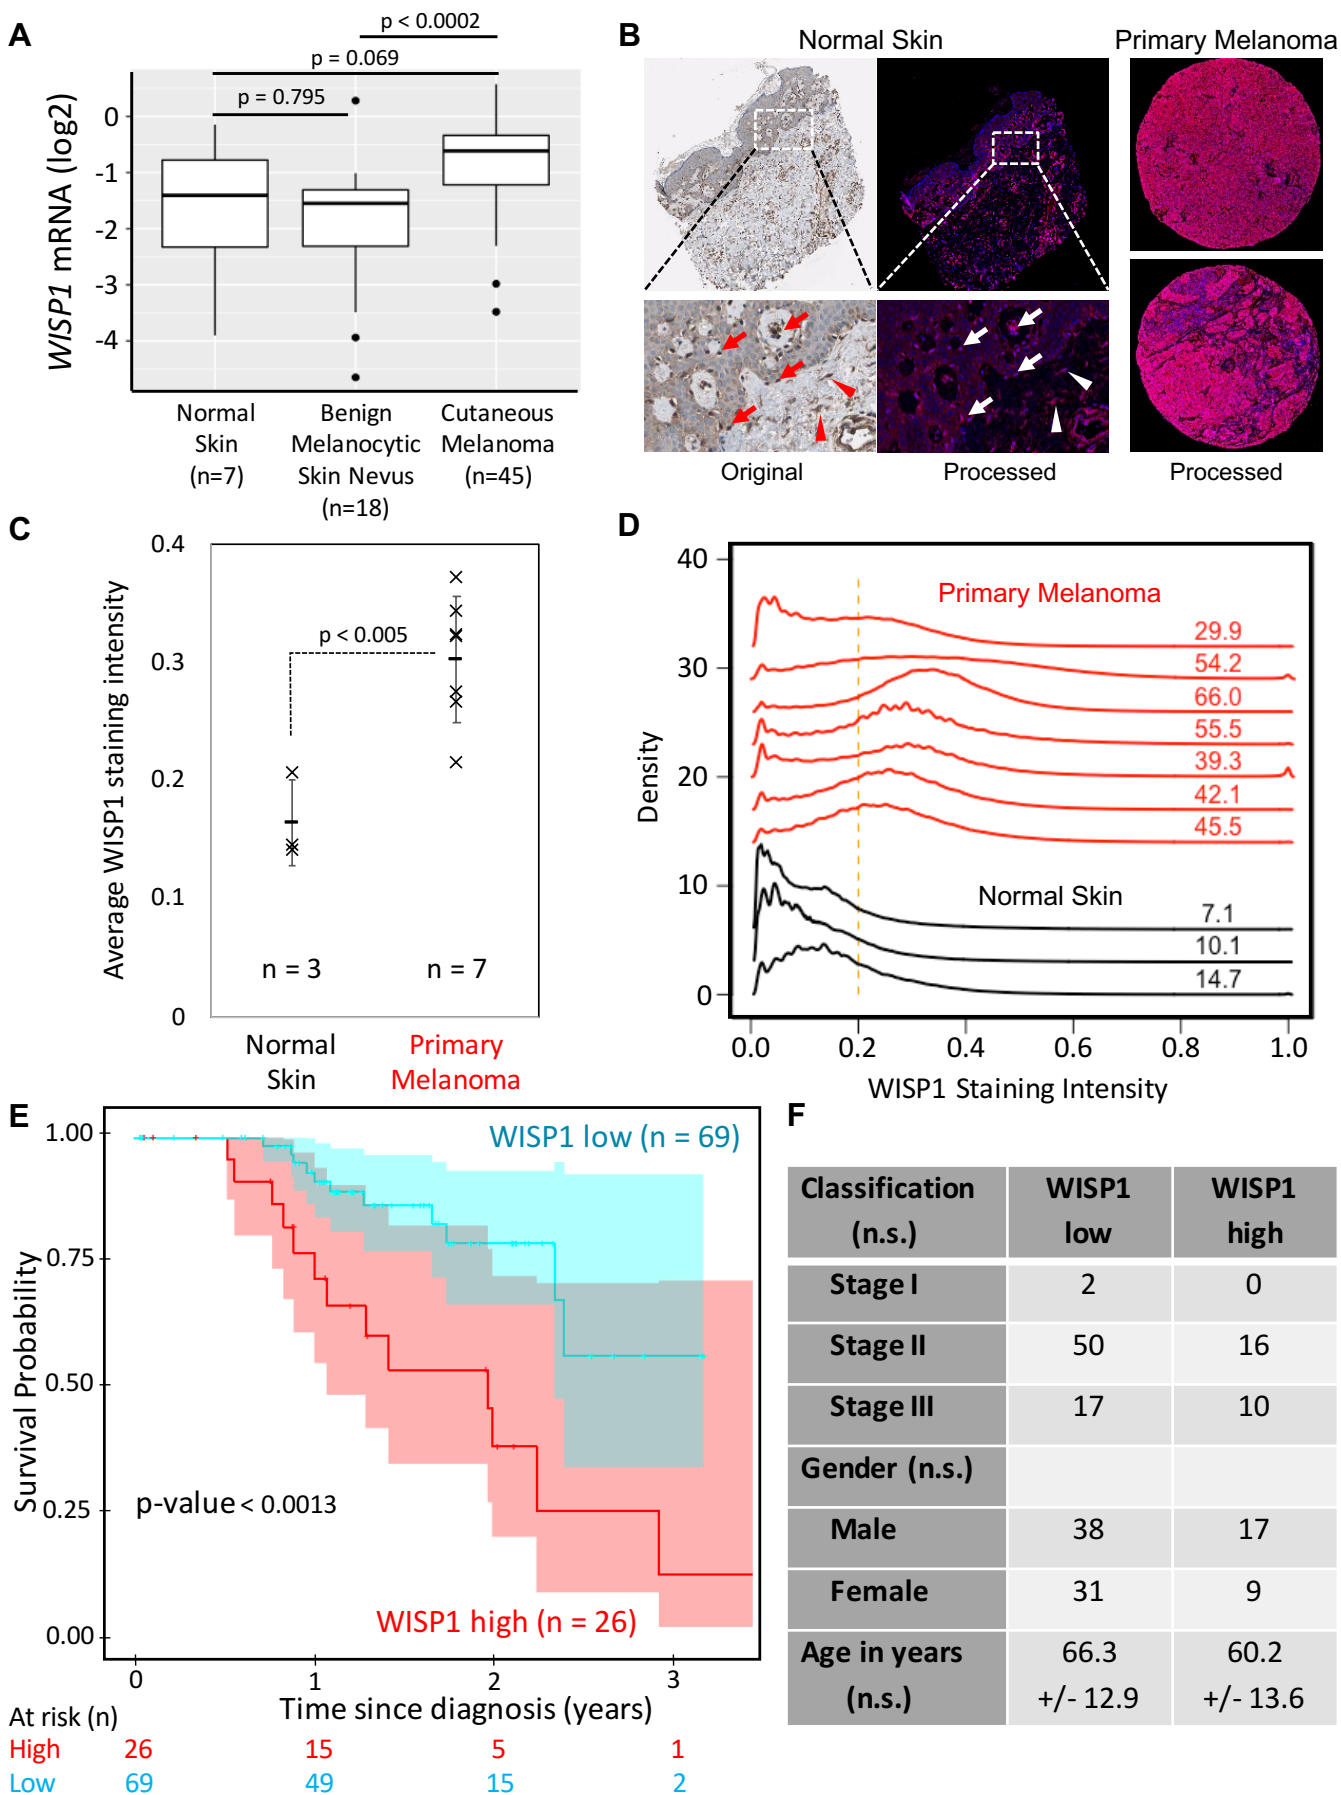 A
p < 0.0002
p = 0.069
p = 0.795
WISP1 mRNA (log2)
0
-1
-2
-3
-4
Normal
Skin
(n=7)
Benign
Melanocytic
Skin Nevus
(n=18)
Cutaneous
Melanoma
(n=45)
B
Normal Skin
Primary Melanoma
Original
Processed
Processed
C
Average WISP1 staining intensity
0.4
0.3
0.2
0.1
0
p < 0.005
n = 3
n = 7
Normal
Skin
Primary
Melanoma
D
Density
40
30
20
10
0
Primary Melanoma
29.9
54.2
66.0
55.5
39.3
42.1
45.5
Normal Skin
7.1
10.1
14.7
0.0 0.2 0.4 0.6 0.8 1.0
WISP1 Staining Intensity
E
Survival Probability
1.00
0.75
0.50
0.25
0.00
WISP1 low (n = 69)
p-value < 0.0013
WISP1 high (n = 26)
0 1 2 3
Time since diagnosis (years)
At risk (n)
High 26 15 5 1
Low 69 49 15 2
F
Classification (n.s.) WISP1 low WISP1 high
Stage I 2 0
Stage II 50 16
Stage III 17 10
Gender (n.s.)
Male 38 17
Female 31 9
Age in years (n.s.) 66.3 +/- 12.9 60.2 +/- 13.6